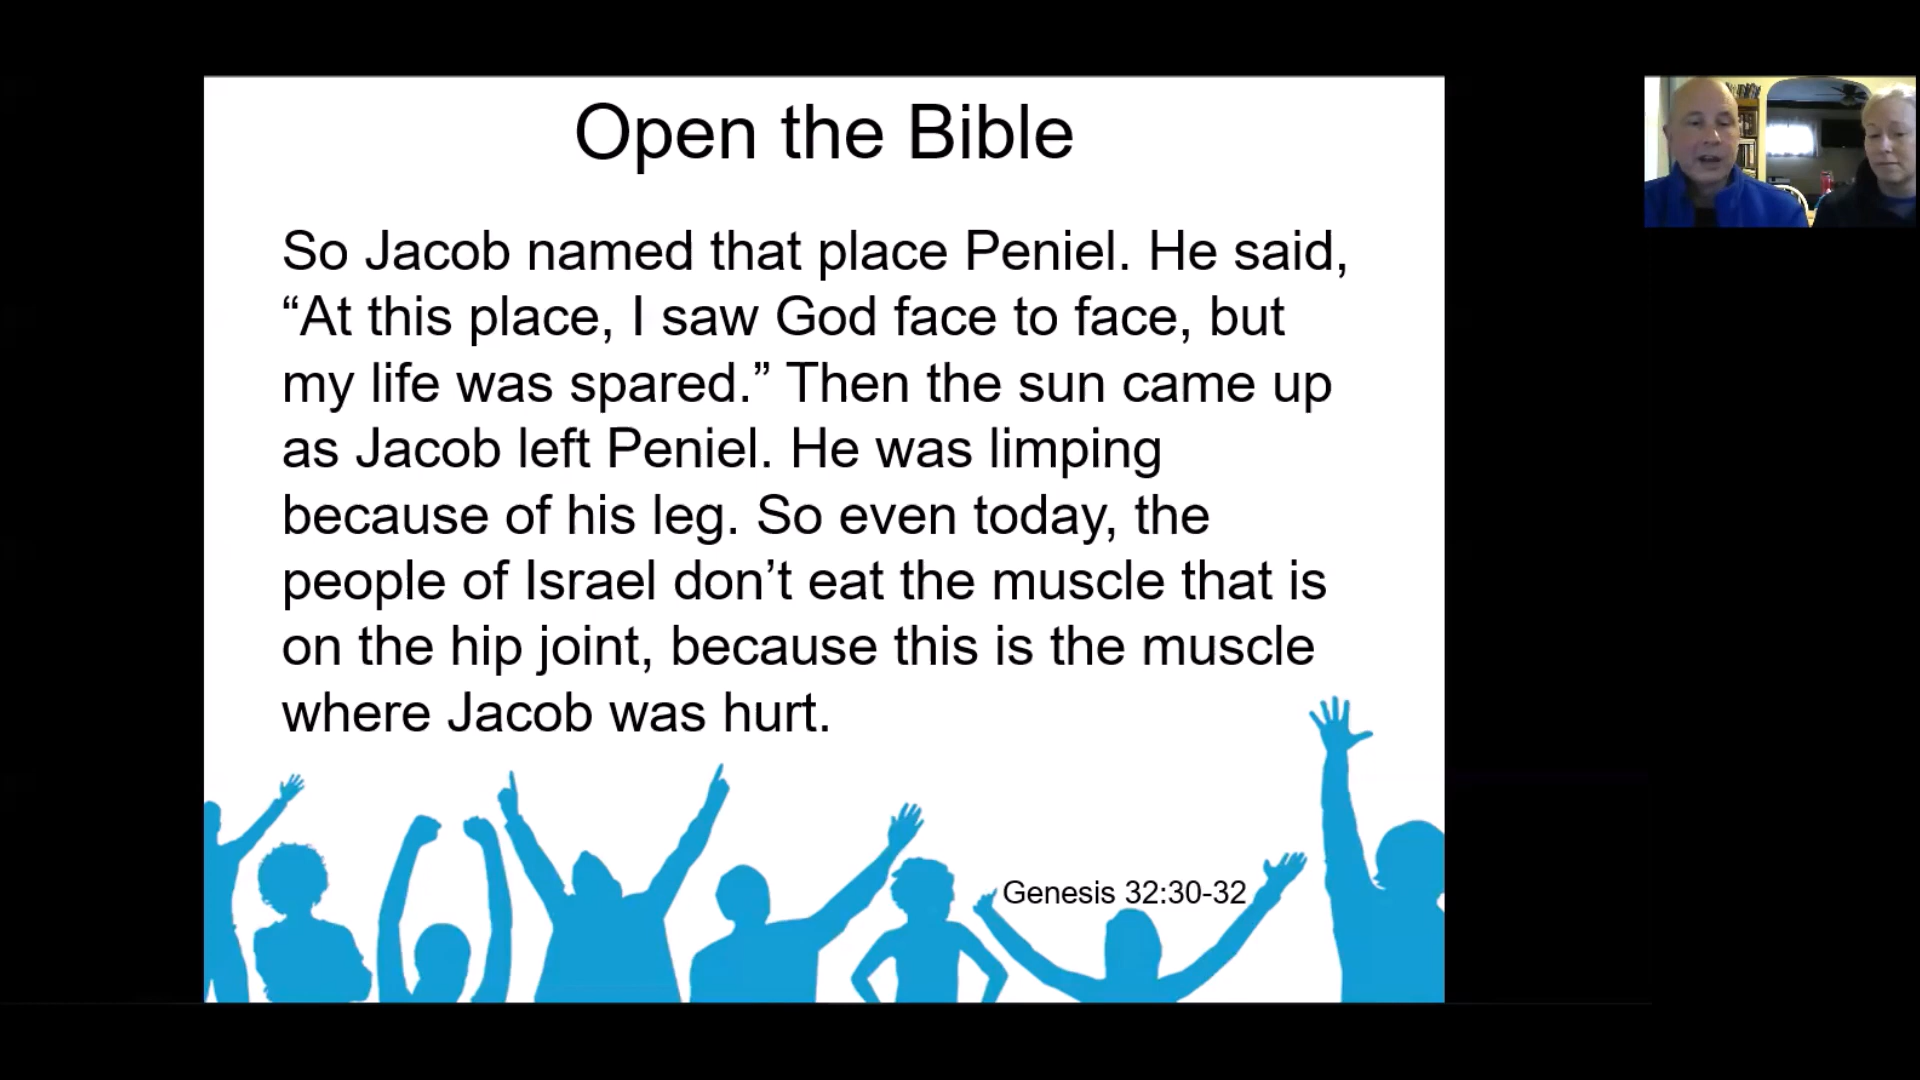 Open the Bible
So Jacob named that place Peniel. He said,
“At this place, I saw God face to face, but
my life was spared.” Then the sun came up
as Jacob left Peniel. He was limping
because of his leg. So even today, the
people of Israel don’t eat the muscle that is
on the hip joint, because this is the muscle
where Jacob was hurt.
Genesis 32:30-32